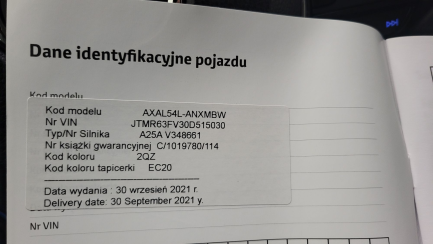 Dane identyfikacyjne pojazdu
Kod modelu
Kod modelu AXAL54L-ANXMBW
Nr VIN JTMR63FV30D515030
Typ/Nr Silnika A25A V348661
Nr książki gwarancyjnej C/1019780/114
Kod koloru 2QZ
Kod koloru tapicerki EC20
Data wydania : 30 wrzesień 2021 r.
Delivery date: 30 September 2021 y.
Nr VIN